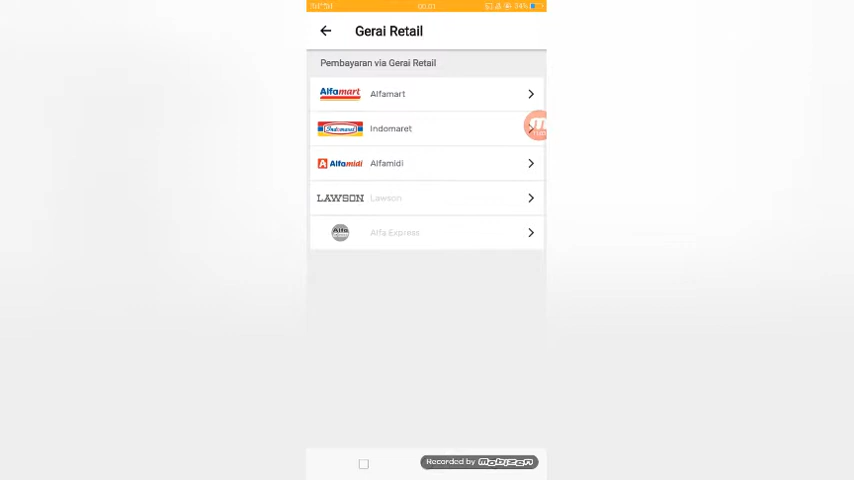 Gerai Retail
Pembayaran via Gerai Retail
Alfamart Alfamart
Indomaret Indomaret
Alfamidi Alfamidi
LAWSON Lawson
Alfa Alfa Express
Recorded by MOBIZEN